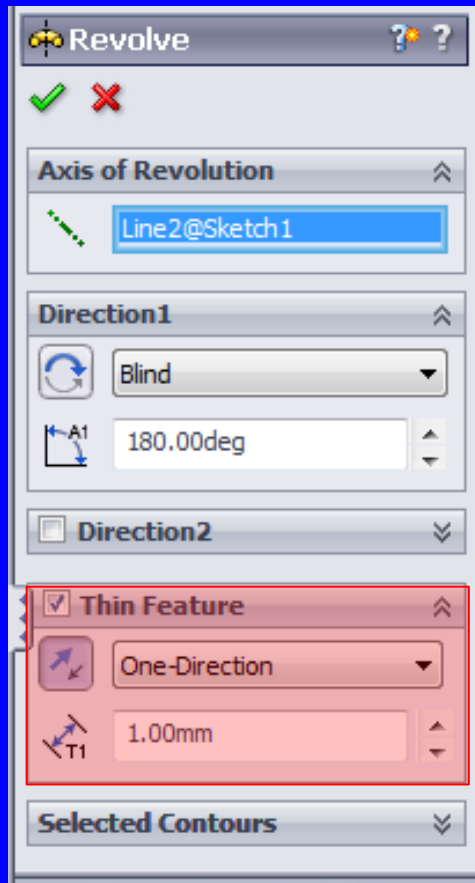 Revolve
Axis of Revolution
Line2@Sketch1
Direction1
Blind
A1
180.00deg
Direction2
Thin Feature
One-Direction
T1
1.00mm
Selected Contours